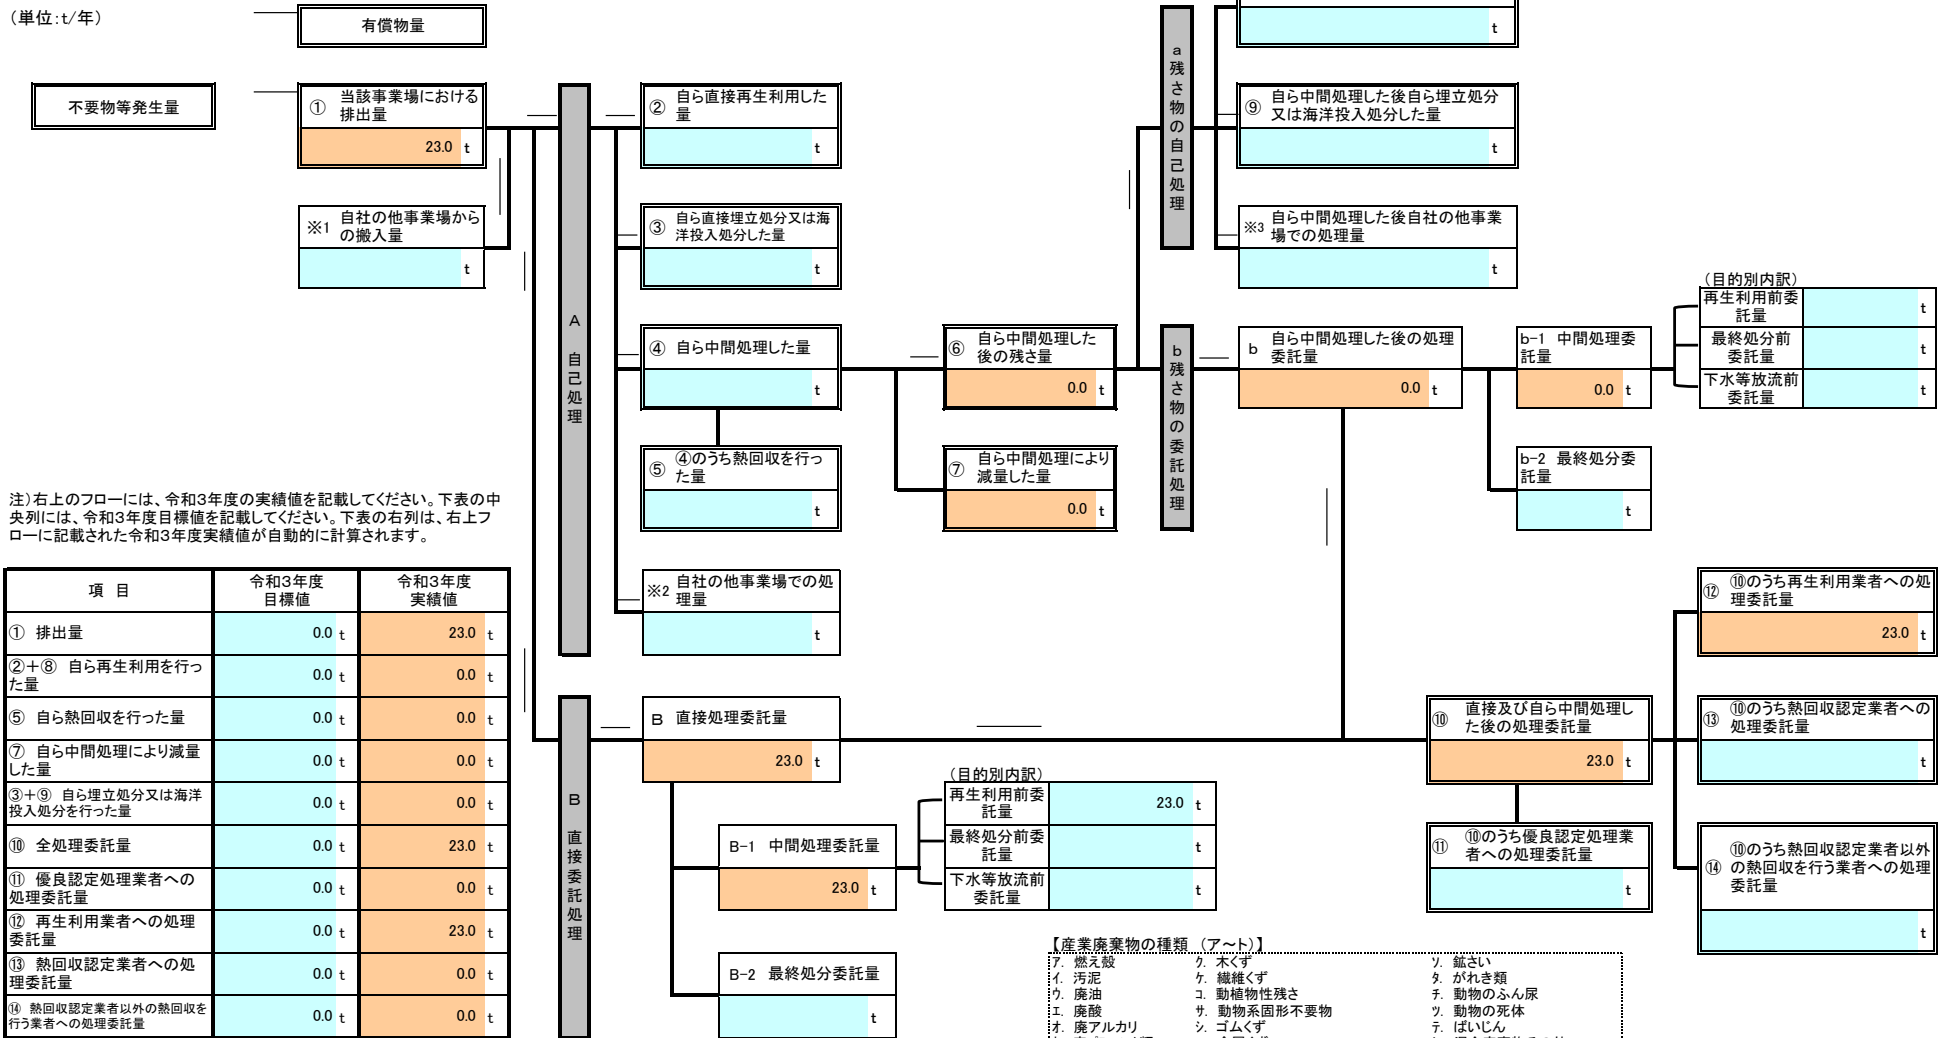 (単位:t/年)
有償物量
t
不要物等発生量
① 当該事業場における
排出量
23.0 t
※1 自社の他事業場から
の搬入量
t
A 自己処理
② 自ら直接再生利用した
量
t
③ 自ら直接埋立処分又は海
洋投入処分した量
t
④ 自ら中間処理した量
t
⑤ ④のうち熱回収を行っ
た量
t
※2 自社の他事業場での処
理量
t
⑥ 自ら中間処理した
後の残さ量
0.0 t
⑦ 自ら中間処理により
減量した量
0.0 t
a残さ物の自己処理
⑨ 自ら中間処理した後自ら埋立処分
又は海洋投入処分した量
t
※3 自ら中間処理した後自社の他事業
場での処理量
t
b残さ物の委託処理
b 自ら中間処理した後の処理
委託量
0.0 t
b-1 中間処理委
託量
0.0 t
b-2 最終処分委
託量
t
(目的別内訳)
再生利用前委
託量
t
最終処分前
委託量
t
下水等放流前
委託量
t
注)右上のフローには、令和3年度の実績値を記載してください。下表の中
央列には、令和3年度目標値を記載してください。下表の右列は、右上フ
ローに記載された令和3年度実績値が自動的に計算されます。
項 目 令和3年度 目標値 令和3年度 実績値
① 排出量 0.0 t 23.0 t
②+⑧ 自ら再生利用を行っ
た量 0.0 t 0.0 t
⑤ 自ら熱回収を行った量 0.0 t 0.0 t
⑦ 自ら中間処理により減量
した量 0.0 t 0.0 t
③+⑨ 自ら埋立処分又は海洋
投入処分を行った量 0.0 t 0.0 t
⑩ 全処理委託量 0.0 t 23.0 t
⑪ 優良認定処理業者への
処理委託量 0.0 t 0.0 t
⑫ 再生利用業者への処理
委託量 0.0 t 23.0 t
⑬ 熱回収認定業者への処
理委託量 0.0 t 0.0 t
⑭ 熱回収認定業者以外の熱回収を
行う業者への処理委託量 0.0 t 0.0 t
B 直接委託処理
B 直接処理委託量
23.0 t
B-1 中間処理委託量
23.0 t
B-2 最終処分委託量
t
(目的別内訳)
再生利用前委
託量
23.0 t
最終処分前委
託量
t
下水等放流前
委託量
t
⑩ 直接及び自ら中間処理し
た後の処理委託量
23.0 t
⑪ ⑩のうち優良認定処理業
者への処理委託量
t
⑫ ⑩のうち再生利用業者への処
理委託量
23.0 t
⑬ ⑩のうち熱回収認定業者への
処理委託量
t
⑭ ⑩のうち熱回収認定業者以外
の熱回収を行う業者への処理
委託量
t
【産業廃棄物の種類 (ア～ト)】
ア. 燃え殻 ク. 木くず ソ. 鉱さい
イ. 汚泥 ケ. 繊維くず タ. がれき類
ウ. 廃油 コ. 動植物性残さ チ. 動物のふん尿
エ. 廃酸 サ. 動物系固形不要物 ツ. 動物の死体
オ. 廃アルカリ シ. ゴムくず テ. ばいじん